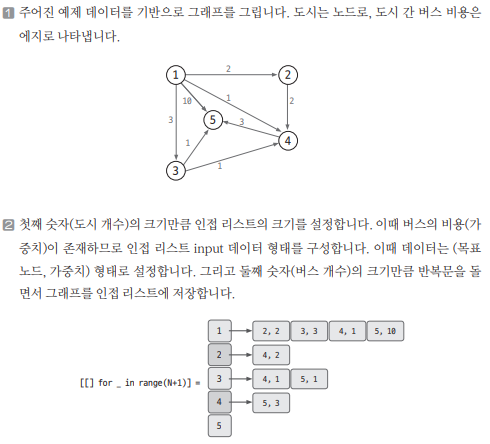 1 주어진 예제 데이터를 기반으로 그래프를 그립니다. 도시는 노드로, 도시 간 버스 비용은
에지로 나타냅니다.
1 2 2
10 1 2
3 5 3 4
1
3 1
2 첫째 숫자(도시 개수)의 크기만큼 인접 리스트의 크기를 설정합니다. 이때 버스의 비용(가
중치)이 존재하므로 인접 리스트 input 데이터 형태를 구성합니다. 이때 데이터는 (목표
노드, 가중치) 형태로 설정합니다. 그리고 둘째 숫자(버스 개수)의 크기만큼 반복문을 돌
면서 그래프를 인접 리스트에 저장합니다.
1 2, 2 3, 3 4, 1 5, 10
2 4, 2
[[] for _ in range(N+1)] = 3 4, 1 5, 1
4 5, 3
5